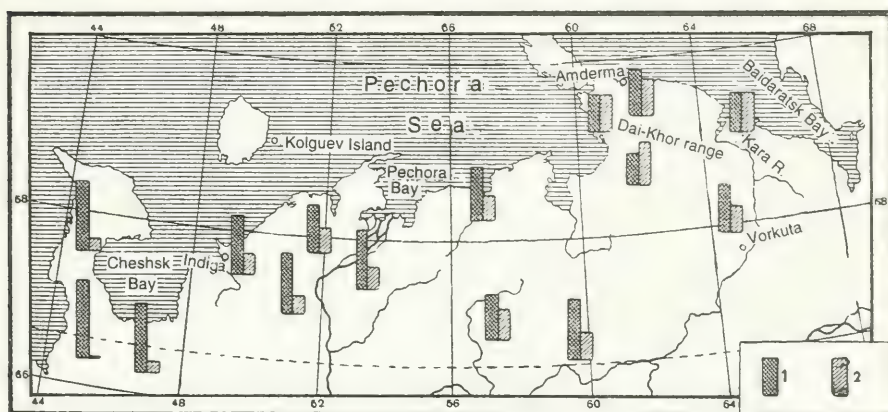 44 48 52 56 60 64 68
Amderma
Baidaratsk Bay
Pechora
Sea
Dai-Khor range
Kolguev Island
Kara R.
Pechora
Bay
68 68
Vorkuta
Indiga
Cheshsk
Bay
1 2
66
44 48 52 56 60 64